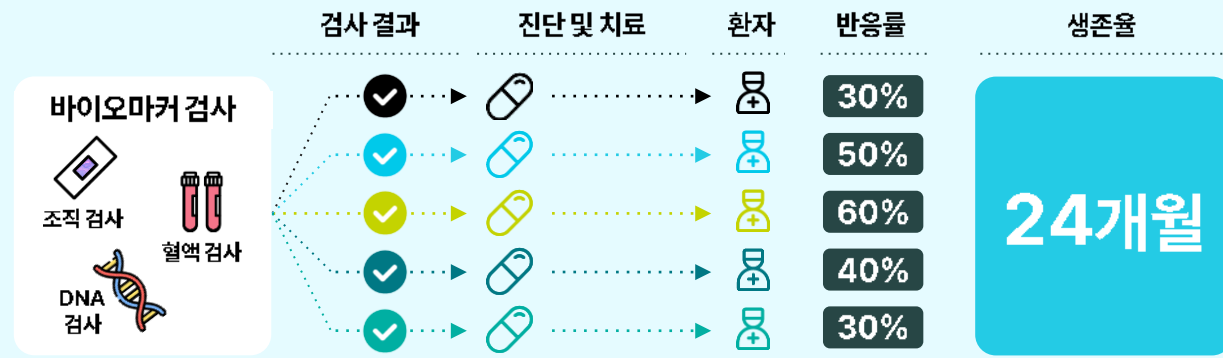 검사 결과
진단 및 치료
환자
반응률
생존율
바이오마커 검사
조직 검사
혈액 검사
DNA
검사
30%
50%
60%
40%
30%
24개월